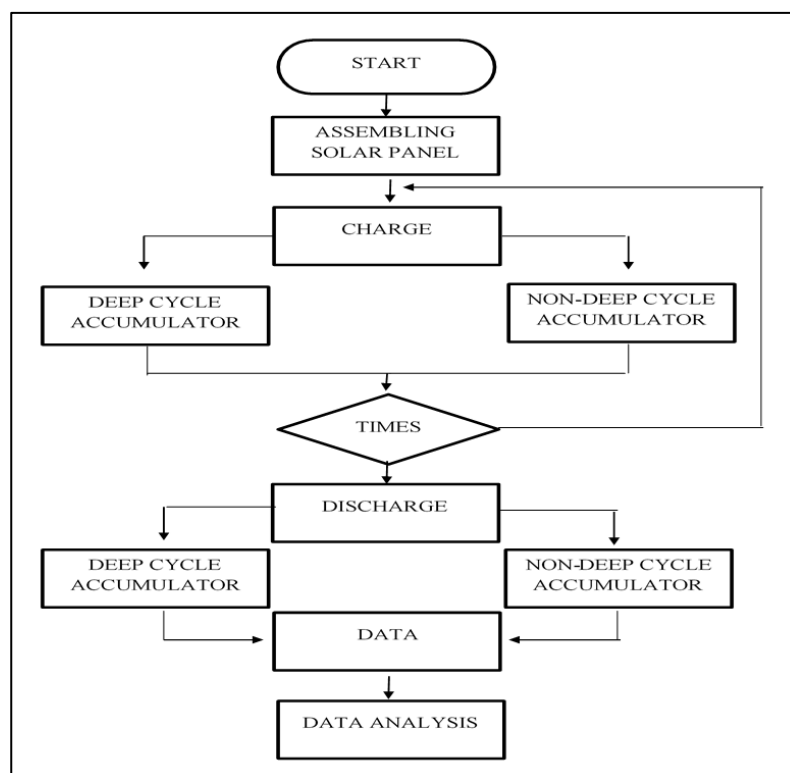 START
ASSEMBLING
SOLAR PANEL
CHARGE
DEEP CYCLE
ACCUMULATOR
NON-DEEP CYCLE
ACCUMULATOR
TIMES
DISCHARGE
DEEP CYCLE
ACCUMULATOR
NON-DEEP CYCLE
ACCUMULATOR
DATA
DATA ANALYSIS